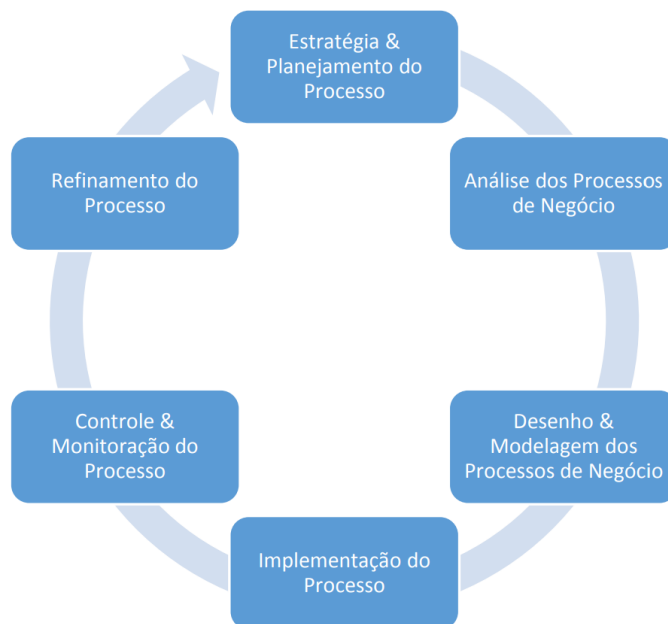 Estratégia &
Planejamento do
Processo
Análise dos Processos
de Negócio
Desenho &
Modelagem dos
Processos de Negócio
Implementação do
Processo
Controle &
Monitoração do
Processo
Refinamento do
Processo